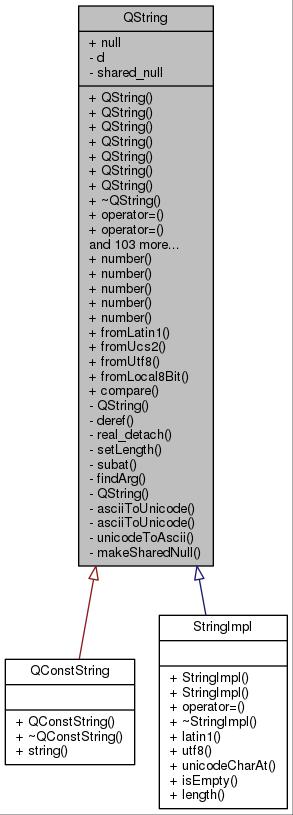 QString
+ null
- d
- shared_null
+ QString()
+ QString()
+ QString()
+ QString()
+ QString()
+ QString()
+ QString()
+ ~QString()
+ operator=()
+ operator=()
and 103 more...
+ number()
+ number()
+ number()
+ number()
+ number()
+ fromLatin1()
+ fromUcs2()
+ fromUtf8()
+ fromLocal8Bit()
+ compare()
- QString()
- deref()
- real_detach()
- setLength()
- subat()
- findArg()
- QString()
- asciiToUnicode()
- asciiToUnicode()
- unicodeToAscii()
- makeSharedNull()
StringImpl
+ StringImpl()
+ StringImpl()
+ operator=()
+ ~StringImpl()
+ latin1()
+ utf8()
+ unicodeCharAt()
+ isEmpty()
+ length()
QConstString
+ QConstString()
+ ~QConstString()
+ string()